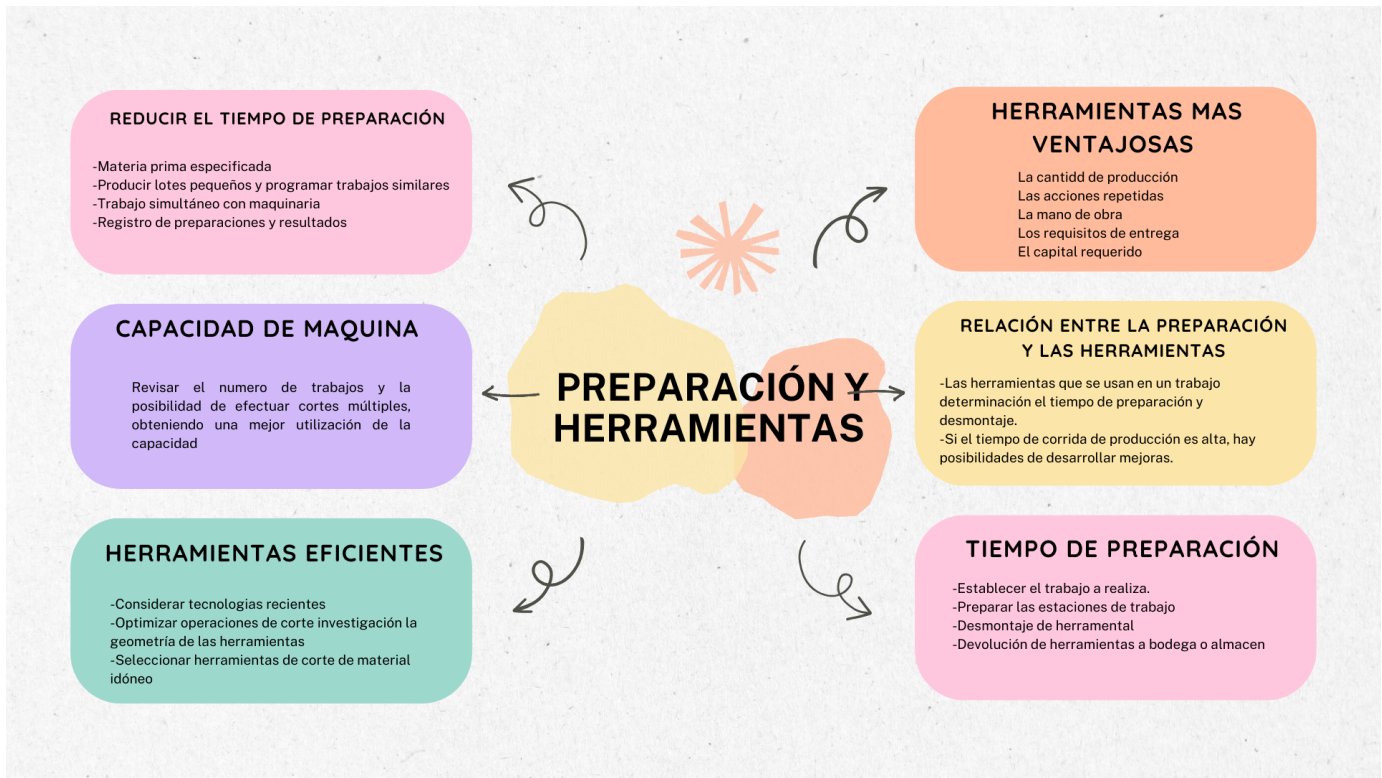 REDUCIR EL TIEMPO DE PREPARACIÓN
-Materia prima especificada
-Producir lotes pequeños y programar trabajos similares
-Trabajo simultáneo con maquinaria
-Registro de preparaciones y resultados
CAPACIDAD DE MAQUINA
Revisar el numero de trabajos y la
posibilidad de efectuar cortes múltiples,
obteniendo una mejor utilización de la
capacidad
HERRAMIENTAS EFICIENTES
-Considerar tecnologias recientes
-Optimizar operaciones de corte investigación la
geometría de las herramientas
-Seleccionar herramientas de corte de material
idóneo
PREPARACIÓN Y
HERRAMIENTAS
HERRAMIENTAS MAS
VENTAJOSAS
La cantidd de producción
Las acciones repetidas
La mano de obra
Los requisitos de entrega
El capital requerido
RELACIÓN ENTRE LA PREPARACIÓN
Y LAS HERRAMIENTAS
-Las herramientas que se usan en un trabajo
determinación el tiempo de preparación y
desmontaje.
-Si el tiempo de corrida de producción es alta, hay
posibilidades de desarrollar mejoras.
TIEMPO DE PREPARACIÓN
-Establecer el trabajo a realiza.
-Preparar las estaciones de trabajo
-Desmontaje de herramental
-Devolución de herramientas a bodega o almacen